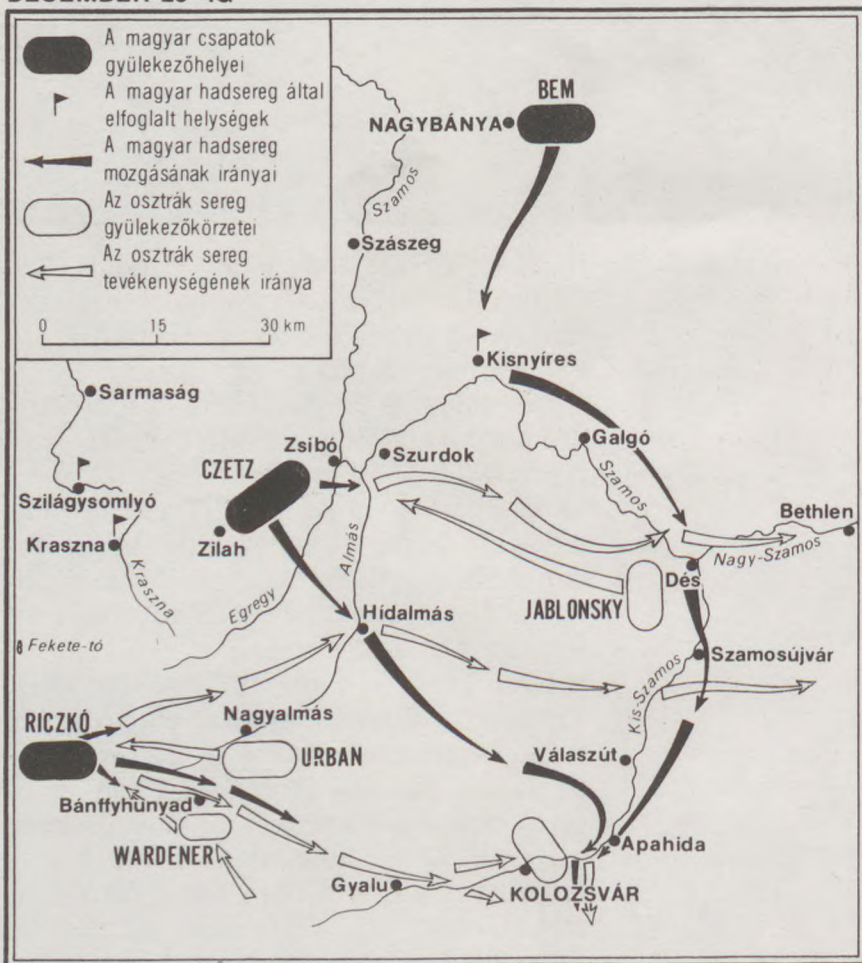 A magyar csapatok
gyülekezőhelyei
A magyar hadsereg által
elfoglalt helységek
A magyar hadsereg
mozgásának irányai
Az osztrák sereg
gyülekezőkörzetei
Az osztrák sereg
tevékenységének iránya
0 15 30 km
BEM
NAGYBÁNYA
Szamos
Szászeg
Kisnyíres
Sarmaság
Galgó
Zsibó
Szurdok
CZETZ
Szamos
Szilágysomlyó
Bethlen
Kraszna
Zilah
Almás
Nagy-Szamos
Kraszna
Egregy
Dés
JABLONSKY
Hídalmás
Fekete-tó
Szamosújvár
Kis-Szamos
RICZKÓ
Nagyalmás
URBAN
Válaszút
Bánffyhunyad
WARDENER
Apahida
Gyalu
KOLOZSVÁR